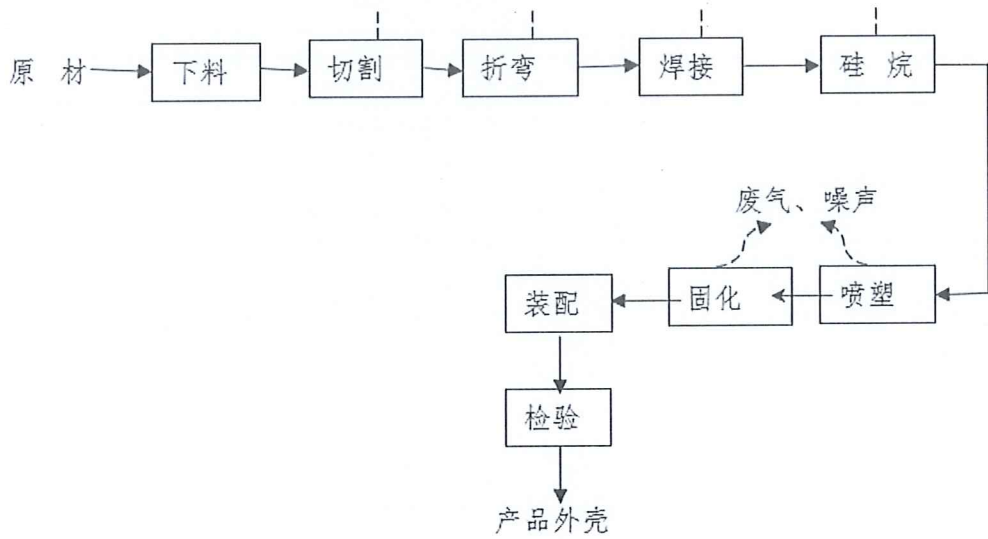 原 材 下料 切割 折弯 焊接 硅 烷
废气、噪声
装配 固化 喷塑
检验
产品外壳